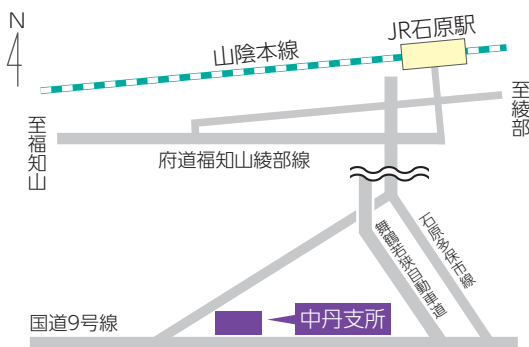 N
JR石原駅
山陰本線
至綾部
至福知山
府道福知山綾部線
石原多保市線
舞鶴若狭自動車道
国道9号線
中丹支所